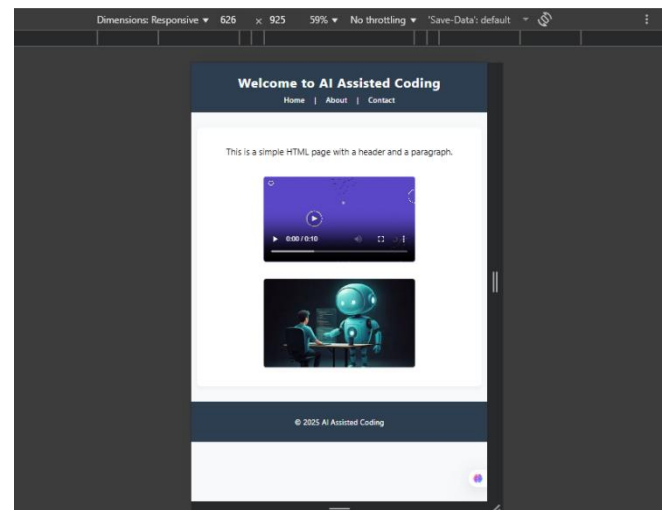 Dimensions: Responsive ▾ 626 × 925 59% ▾ No throttling ▾ 'Save-Data': default ▾
Welcome to AI Assisted Coding
Home | About | Contact
This is a simple HTML page with a header and a paragraph.
0:00 / 0:10
© 2025 AI Assisted Coding